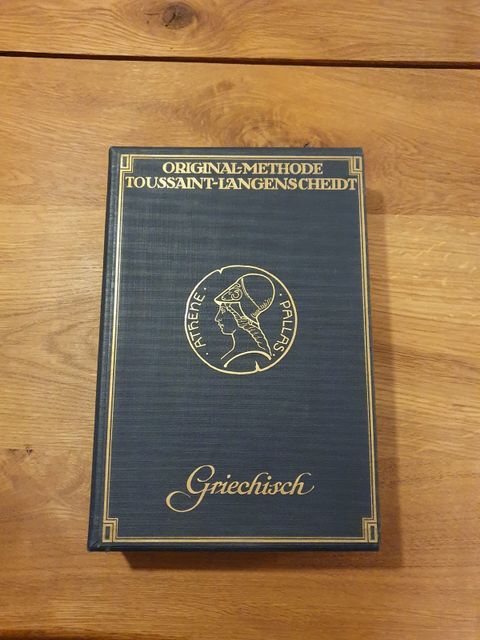 ORIGINAL-METHODE
TOUSSAINT-LANGENSCHEIDT
· ATHENE · PALLAS ·
Griechisch